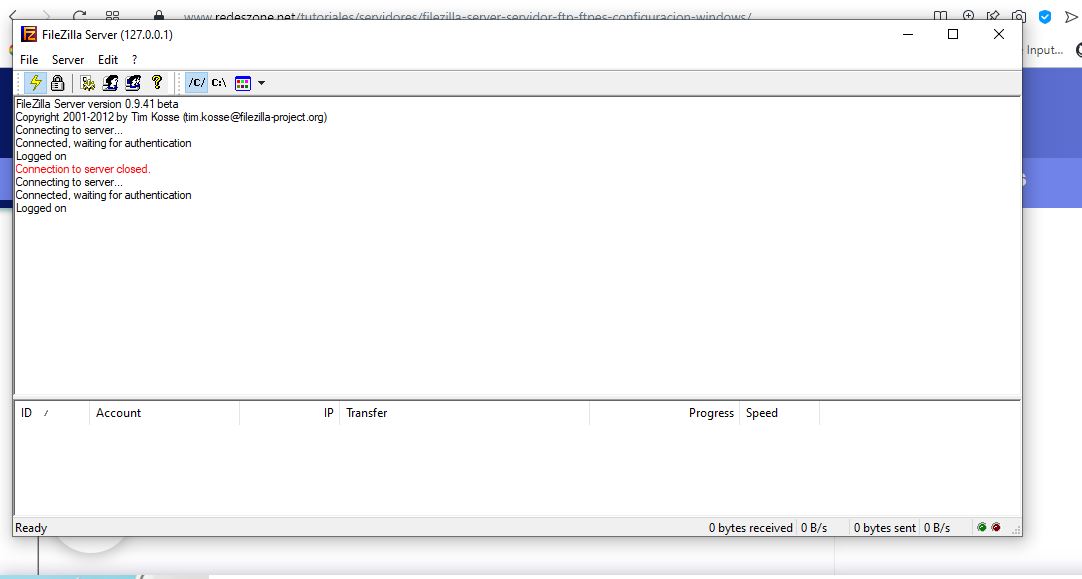 www.redeszone.net/tutoriales/servidores/filezilla-server-servidor-ftp-ftpes-configuracion-windows/
FileZilla Server (127.0.0.1)
Input...
File Server Edit ?
/C/ C:\
FileZilla Server version 0.9.41 beta
Copyright 2001-2012 by Tim Kosse (tim.kosse@filezilla-project.org)
Connecting to server...
Connected, waiting for authentication
Logged on
Connection to server closed.
Connecting to server...
Connected, waiting for authentication
Logged on
ID / Account IP Transfer Progress Speed
Ready 0 bytes received 0 B/s 0 bytes sent 0 B/s